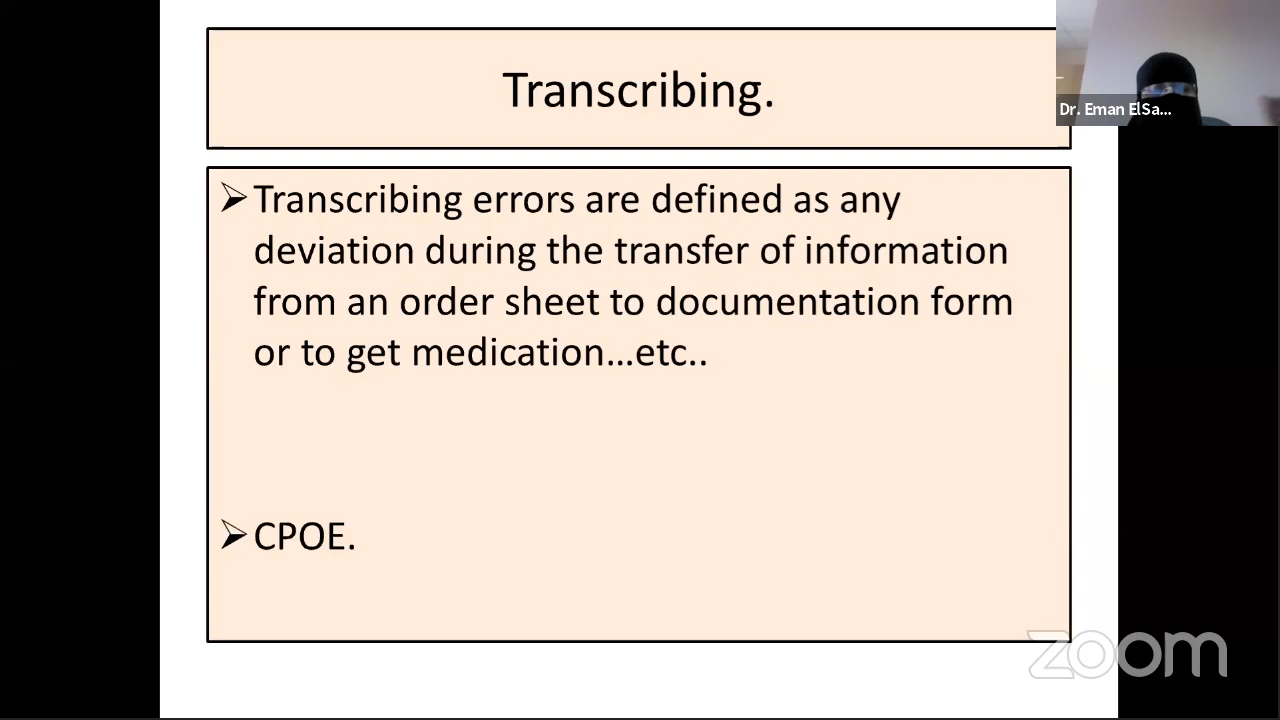 Transcribing.
Dr. Eman ElSa...
➢Transcribing errors are defined as any
deviation during the transfer of information
from an order sheet to documentation form
or to get medication...etc..
➢CPOE.
zoom